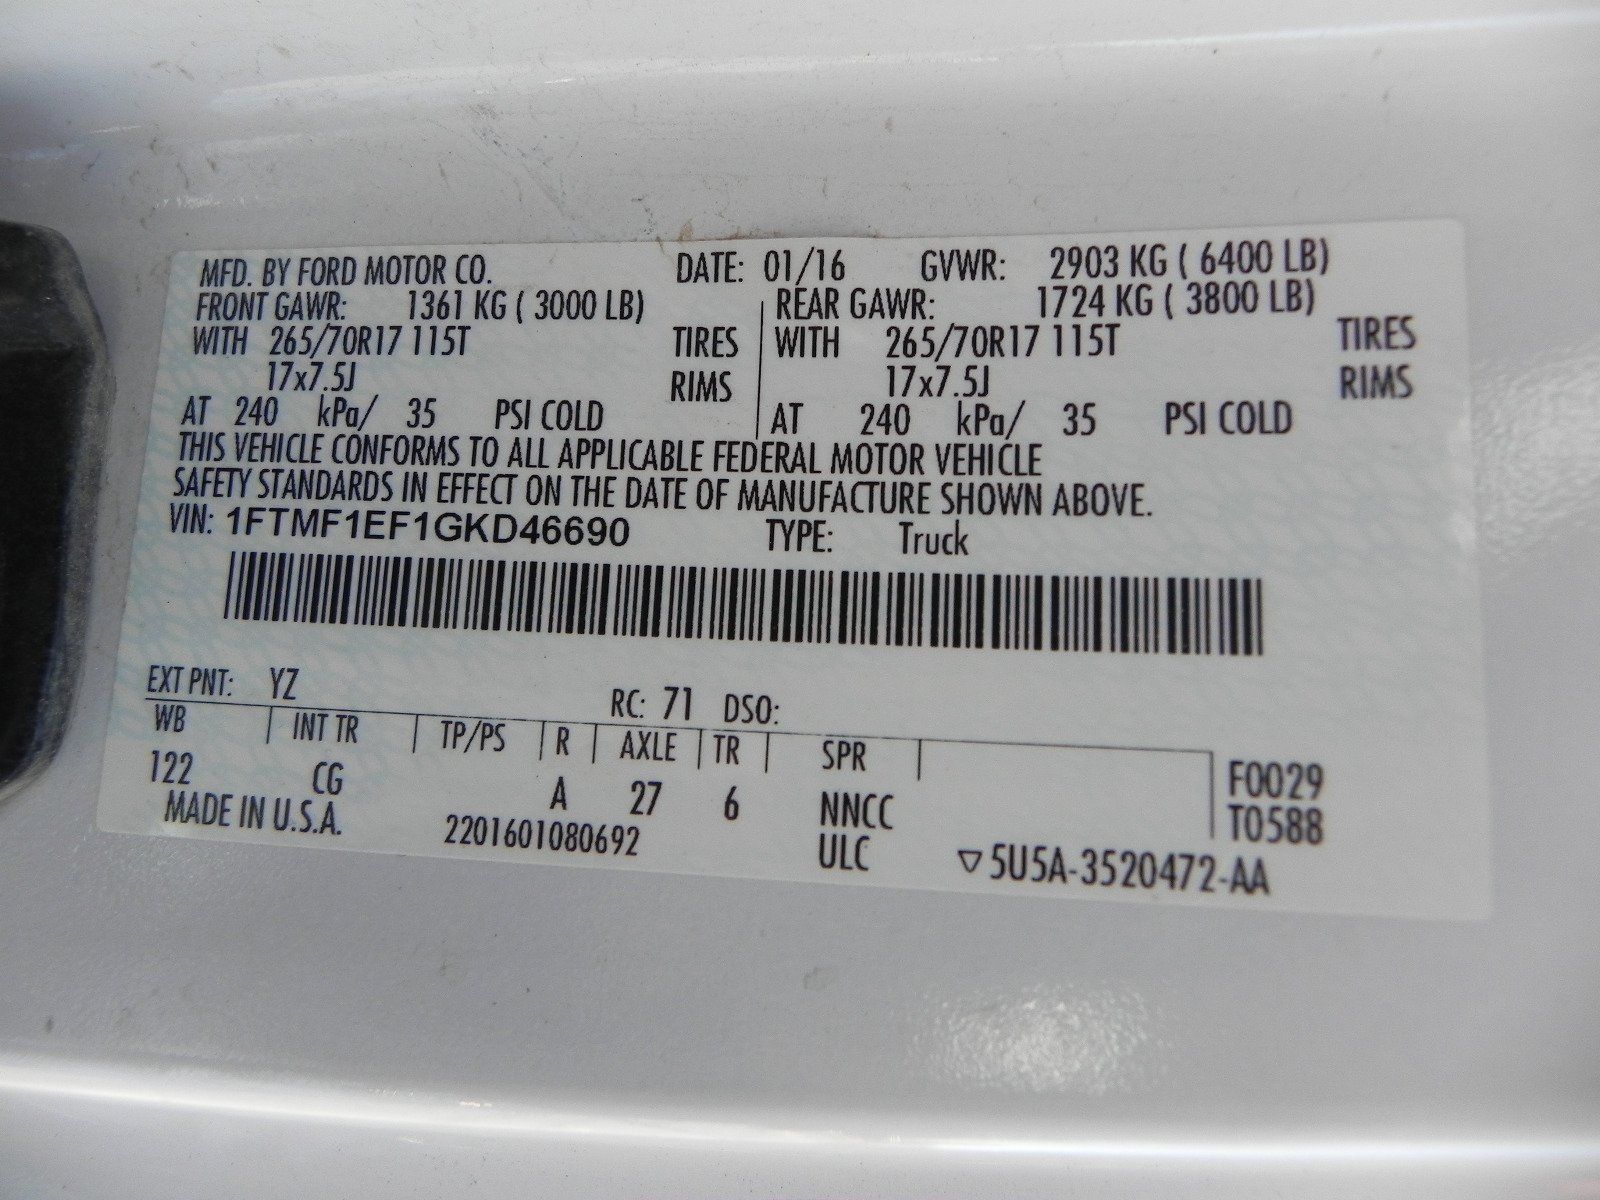 MFD. BY FORD MOTOR CO. DATE: 01/16 GVWR: 2903 KG ( 6400 LB)
FRONT GAWR: 1361 KG ( 3000 LB) REAR GAWR: 1724 KG ( 3800 LB)
WITH 265/70R17 115T TIRES WITH 265/70R17 115T TIRES
17x7.5J RIMS 17x7.5J RIMS
AT 240 kPa/ 35 PSI COLD AT 240 kPa/ 35 PSI COLD
THIS VEHICLE CONFORMS TO ALL APPLICABLE FEDERAL MOTOR VEHICLE
SAFETY STANDARDS IN EFFECT ON THE DATE OF MANUFACTURE SHOWN ABOVE.
VIN: 1FTMF1EF1GKD46690 TYPE: Truck
EXT PNT: YZ RC: 71 DSO:
WB INT TR TP/PS R AXLE TR SPR
122 CG A 27 6 NNCC F0029
ULC T0588
MADE IN U.S.A. 2201601080692 ▽5U5A-3520472-AA